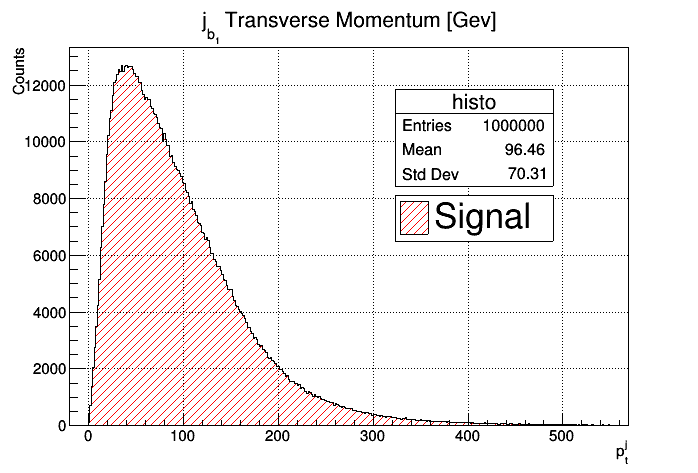 j_b₁ Transverse Momentum [Gev]
Counts
histo
Entries 1000000
Mean 96.46
Std Dev 70.31
Signal
12000
10000
8000
6000
4000
2000
0
0 100 200 300 400 500
p_t^j